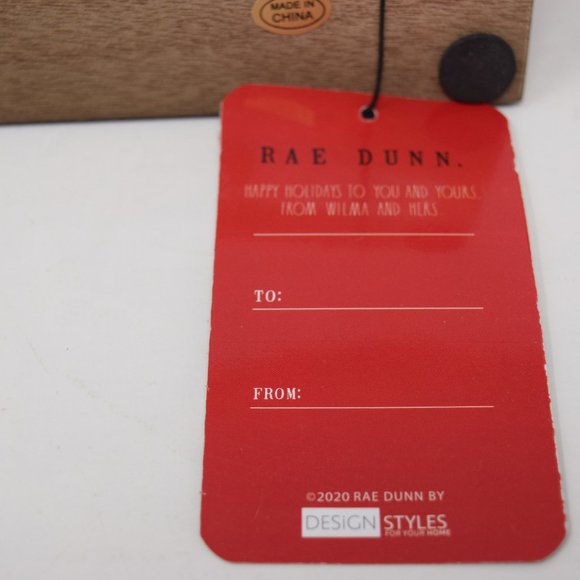 MADE IN
CHINA
RAE DUNN.
HAPPY HOLIDAYS TO YOU AND YOURS...
FROM WILMA AND HERS...
TO:
FROM:
©2020 RAE DUNN BY
DESiGN STYLES
FOR YOUR HOME